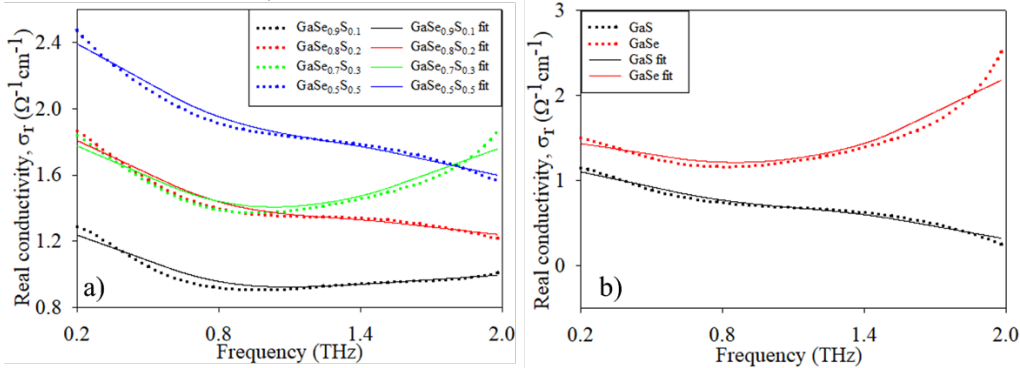 GaSe0.9S0.1 GaSe0.9S0.1 fit
GaSe0.8S0.2 GaSe0.8S0.2 fit
GaSe0.7S0.3 GaSe0.7S0.3 fit
GaSe0.5S0.5 GaSe0.5S0.5 fit
Real conductivity, σr (Ω-1 cm-1)
2.4
2.0
1.6
1.2
0.8
a)
0.2 0.8 1.4 2.0
Frequency (THz)
GaS
GaSe
GaS fit
GaSe fit
Real conductivity, σr (Ω-1 cm-1)
3
2
1
0
b)
0.2 0.8 1.4 2.0
Frequency (THz)